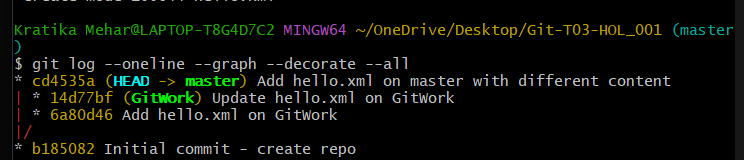 Kratika Mehar@LAPTOP-T8G4D7C2 MINGW64 ~/OneDrive/Desktop/Git-T03-HOL_001 (master
)
$ git log --oneline --graph --decorate --all
* cd4535a (HEAD -> master) Add hello.xml on master with different content
| * 14d77bf (GitWork) Update hello.xml on GitWork
| * 6a80d46 Add hello.xml on GitWork
|/
* b185082 Initial commit - create repo